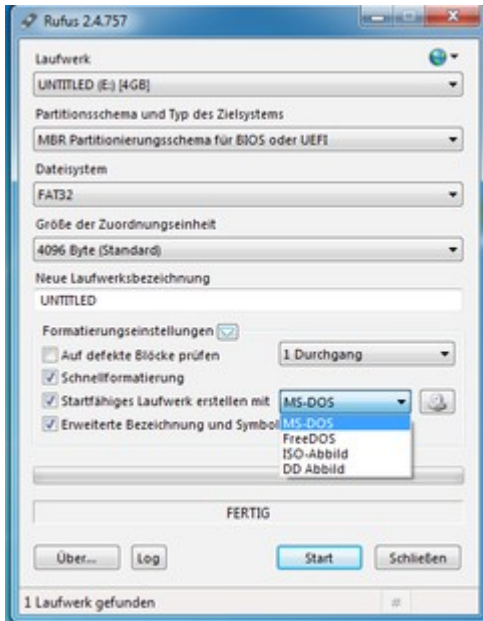 Rufus 2.4.757
Laufwerk
UNTITLED (E:) [4GB]
Partitionsschema und Typ des Zielsystems
MBR Partitionierungsschema für BIOS oder UEFI
Dateisystem
FAT32
Größe der Zuordnungseinheit
4096 Byte (Standard)
Neue Laufwerksbezeichnung
UNTITLED
Formatierungseinstellungen
Auf defekte Blöcke prüfen 1 Durchgang
Schnellformatierung
Startfähiges Laufwerk erstellen mit MS-DOS
Erweiterte Bezeichnung und Symbol MS-DOS
FreeDOS
ISO-Abbild
DD Abbild
FERTIG
Über... Log Start Schließen
1 Laufwerk gefunden #